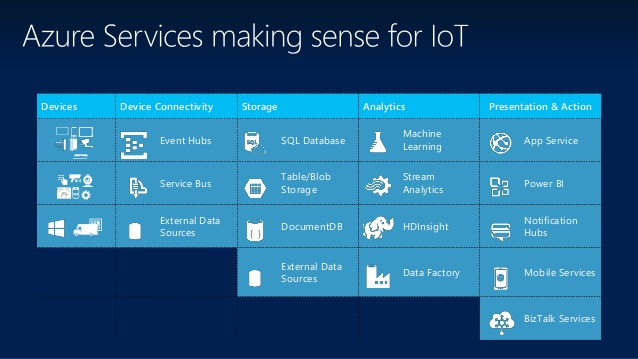 Azure Services making sense for IoT
Devices
Device Connectivity
Storage
Analytics
Presentation & Action
Event Hubs
SQL
SQL Database
Machine
Learning
App Service
Service Bus
Table/Blob
Storage
Stream
Analytics
Power BI
External Data
Sources
DocumentDB
HDInsight
Notification
Hubs
External Data
Sources
Data Factory
Mobile Services
BizTalk Services